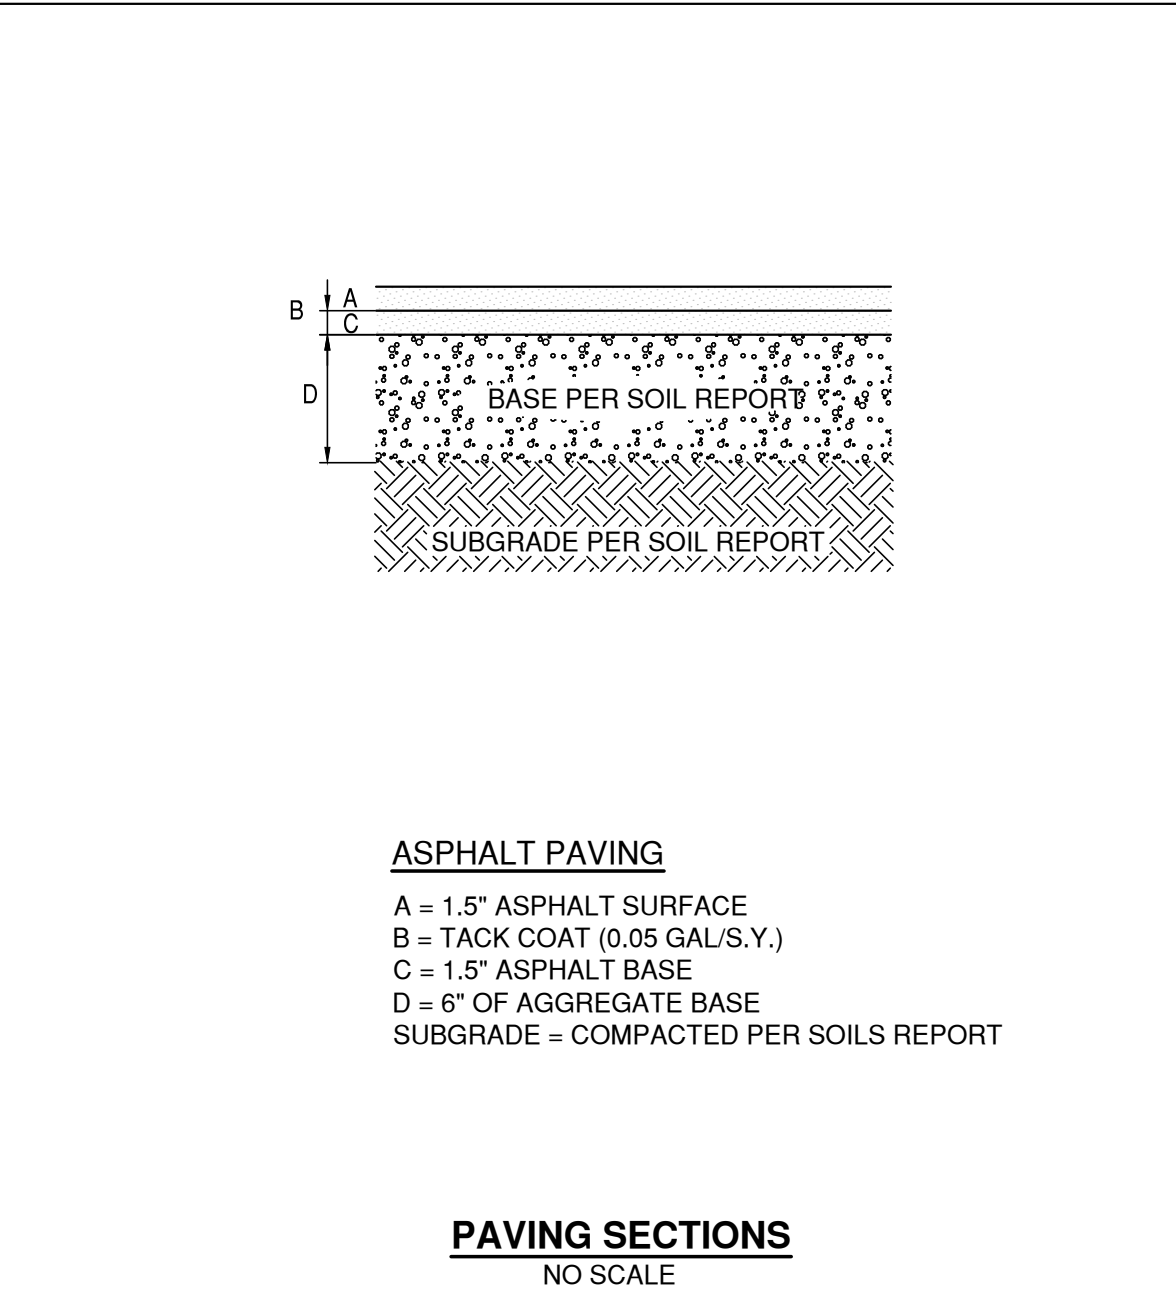 A
B
C
D
BASE PER SOIL REPORT
SUBGRADE PER SOIL REPORT
ASPHALT PAVING
A = 1.5" ASPHALT SURFACE
B = TACK COAT (0.05 GAL/S.Y.)
C = 1.5" ASPHALT BASE
D = 6" OF AGGREGATE BASE
SUBGRADE = COMPACTED PER SOILS REPORT
PAVING SECTIONS
NO SCALE